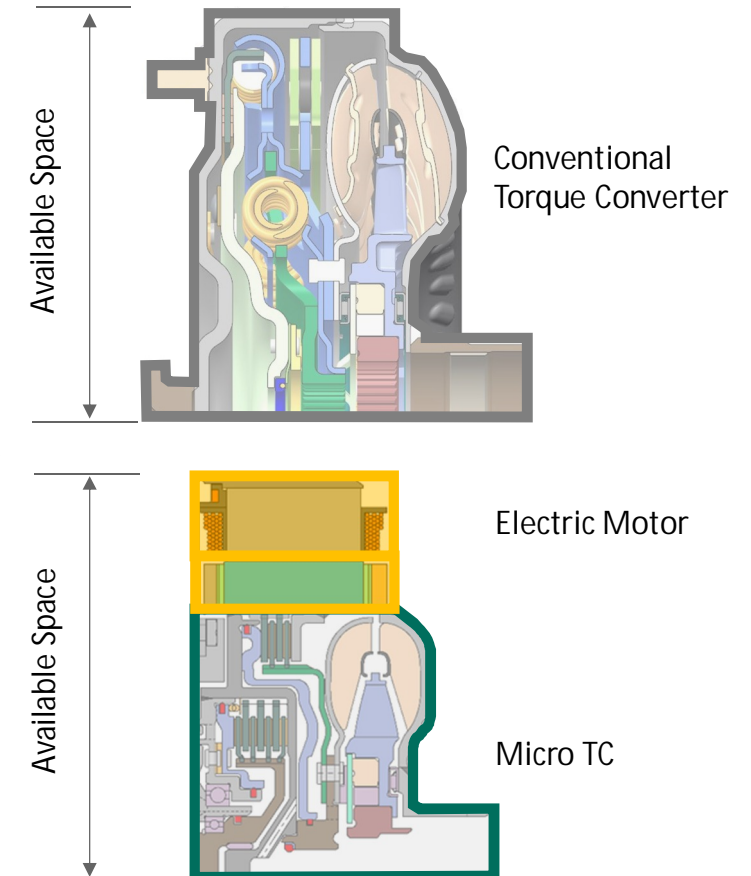 Available Space
Conventional
Torque Converter
Electric Motor
Available Space
Micro TC